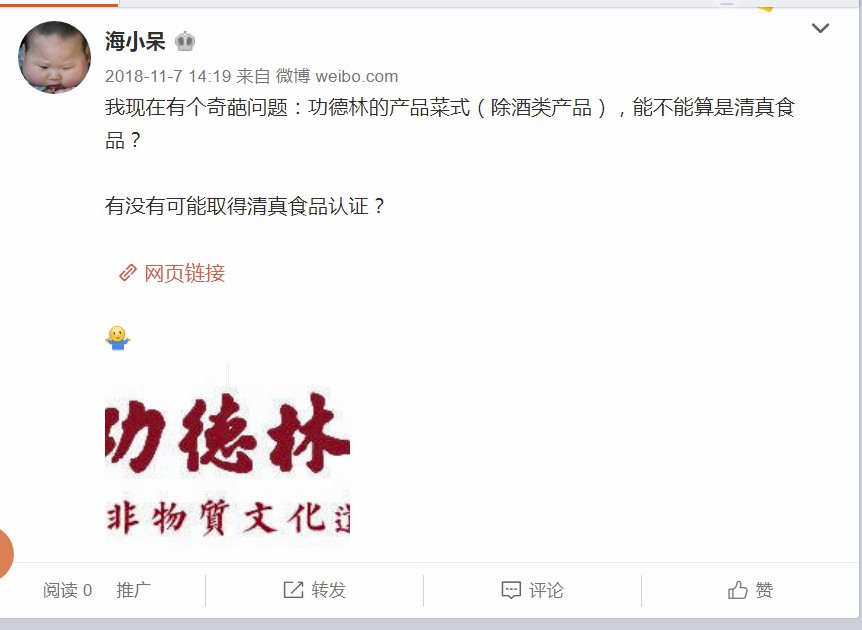 海小呆
2018-11-7 14:19 来自 微博 weibo.com
我现在有个奇葩问题：功德林的产品菜式（除酒类产品），能不能算是清真食
品？
有没有可能取得清真食品认证？
网页链接
功德林
非物質文化
阅读 0 推广 转发 评论 赞